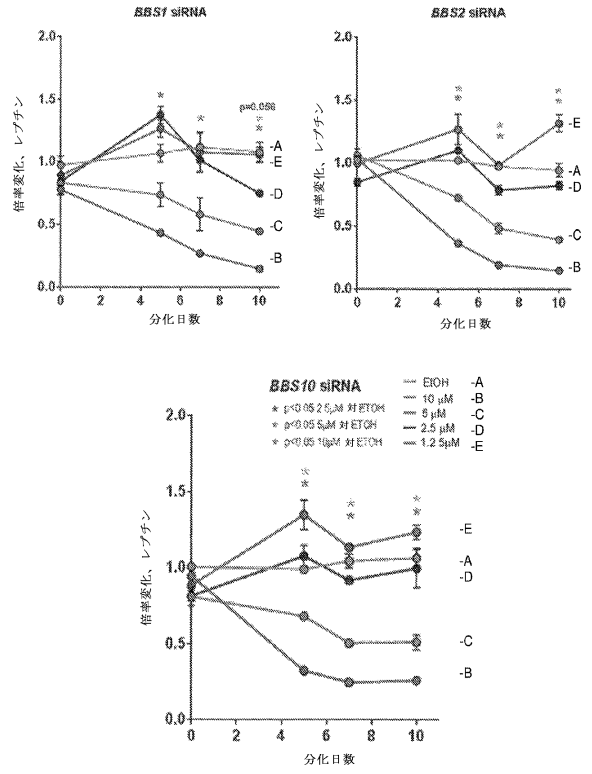 BBS1 siRNA
2.0
1.5
1.0
0.5
0.0
倍率変化、レプチン
p=0.056
-A
-E
-D
-C
-B
0 2 4 6 8 10
分化日数
BBS2 siRNA
2.0
1.5
1.0
0.5
0.0
倍率変化、レプチン
-E
-A
-D
-C
-B
0 2 4 6 8 10
分化日数
BBS10 siRNA
* p<0.05 2.5μM 対 ETOH
* p<0.05 5μM 対 ETOH
* p<0.05 10μM 対 ETOH
EtOH -A
10 μM -B
5 μM -C
2.5 μM -D
1.25μM -E
2.0
1.5
1.0
0.5
0.0
倍率変化、レプチン
-E
-A
-D
-C
-B
0 2 4 6 8 10
分化日数